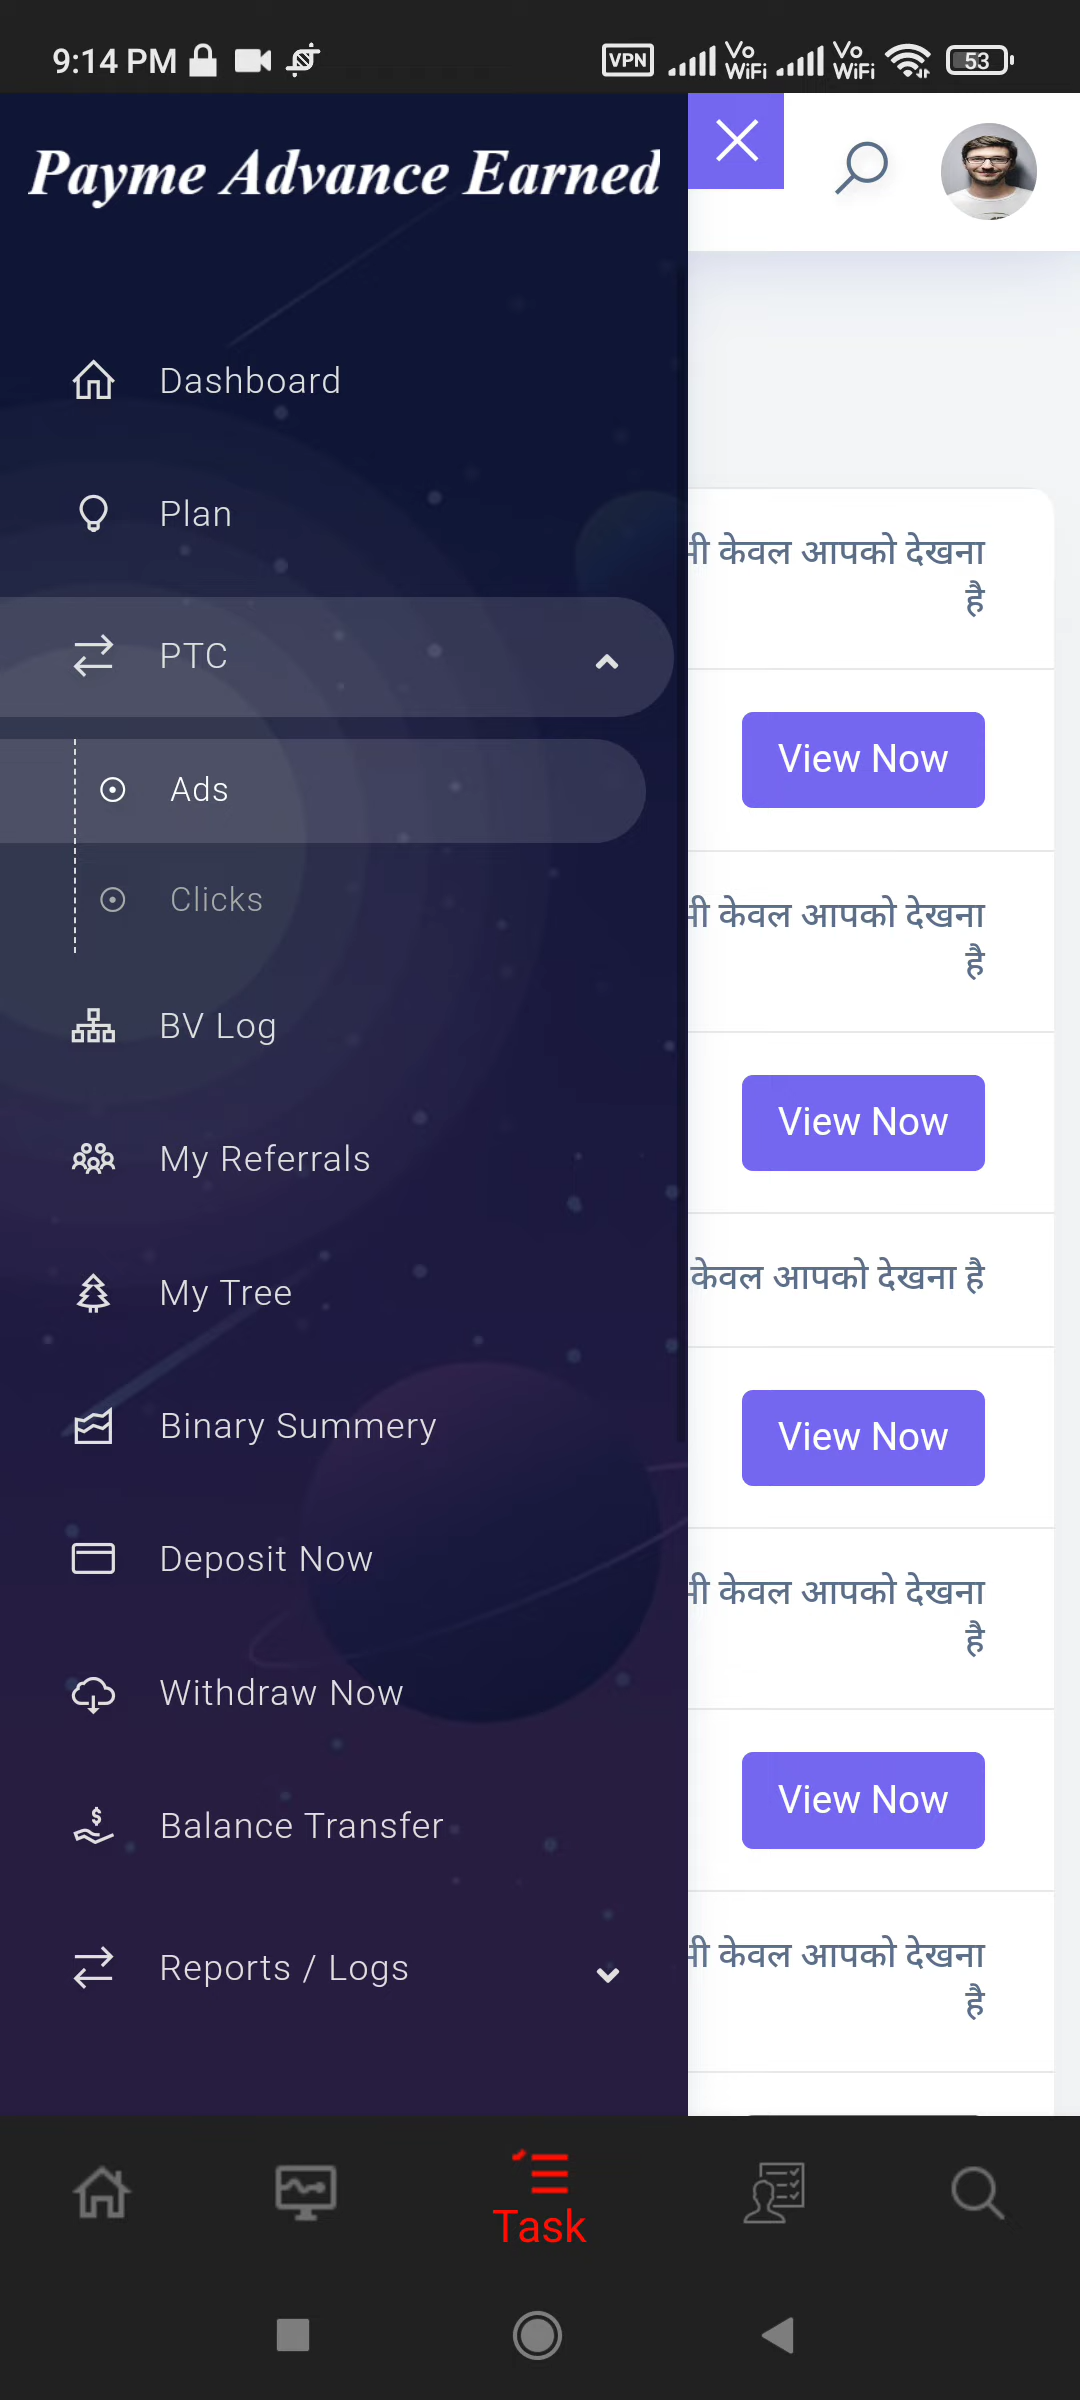 9:14 PM
VPN
Vo
WiFi
Vo
WiFi
53
Payme Advance Earned
Dashboard
Plan
PTC
Ads
Clicks
BV Log
My Referrals
My Tree
Binary Summery
Deposit Now
Withdraw Now
Balance Transfer
Reports / Logs
केवल आपको देखना
है
View Now
केवल आपको देखना
है
View Now
केवल आपको देखना है
View Now
केवल आपको देखना
है
View Now
केवल आपको देखना
है
Task